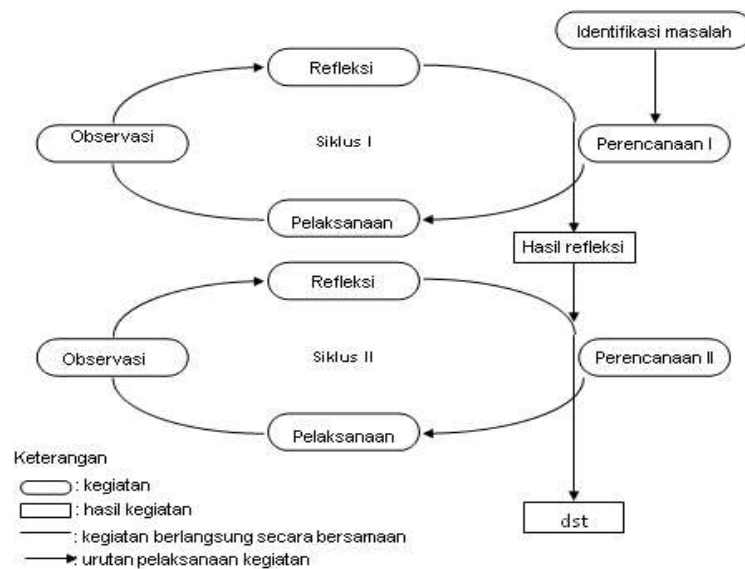 Identifikasi masalah
Refleksi
Observasi
Siklus I
Perencanaan I
Pelaksanaan
Hasil refleksi
Refleksi
Observasi
Siklus II
Perencanaan II
Pelaksanaan
Keterangan
: kegiatan
: hasil kegiatan
: kegiatan berlangsung secara bersamaan
: urutan pelaksanaan kegiatan
dst